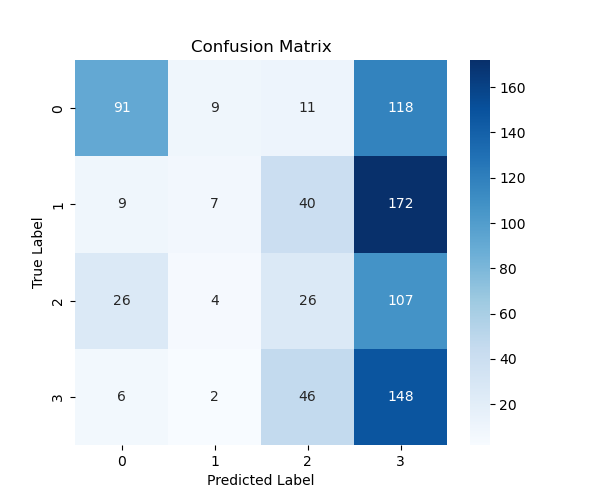 Confusion Matrix
0 91 9 11 118
1 9 7 40 172
2 26 4 26 107
3 6 2 46 148
0 1 2 3
True Label
Predicted Label
160
140
120
100
80
60
40
20